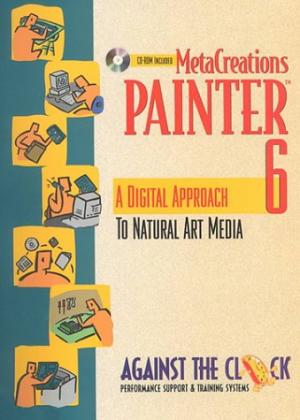 CD-ROM INCLUDED
MetaCreations
PAINTER™
6
A DIGITAL APPROACH
TO NATURAL ART MEDIA
AGAINST THE CLOCK
PERFORMANCE SUPPORT & TRAINING SYSTEMS